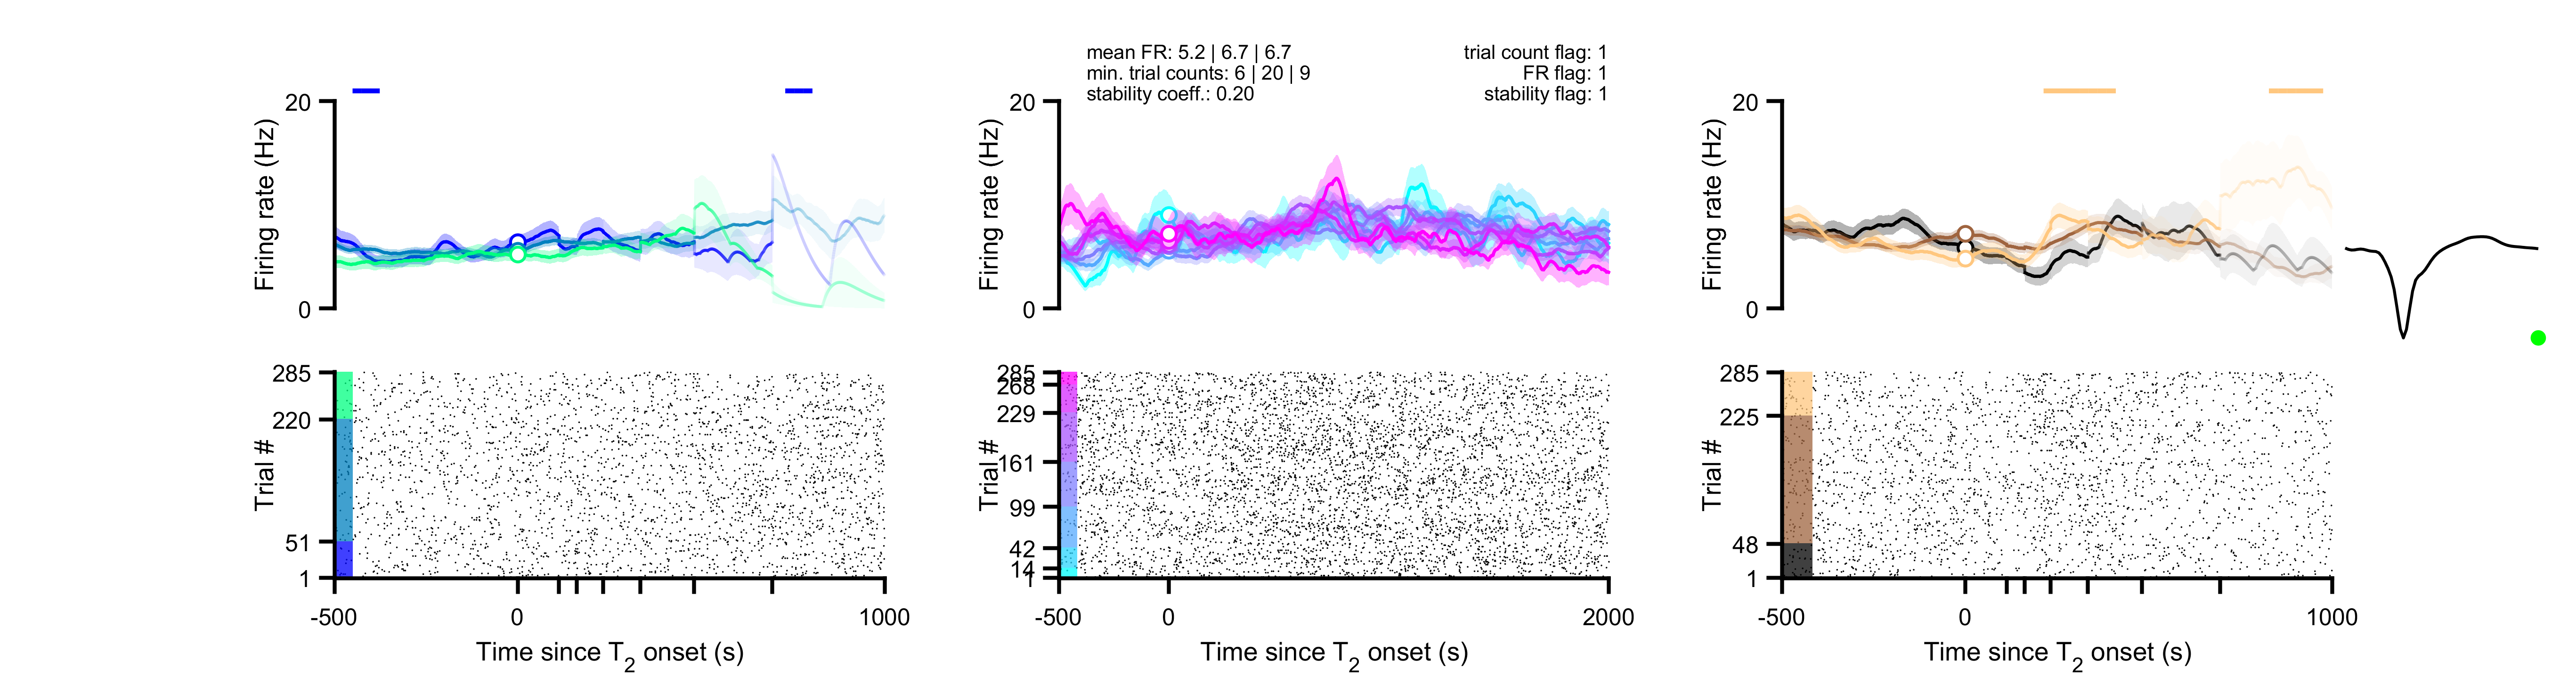 mean FR: 5.2 | 6.7 | 6.7
min. trial counts: 6 | 20 | 9
stability coeff.: 0.20
trial count flag: 1
FR flag: 1
stability flag: 1
20
0
Firing rate (Hz)
20
0
Firing rate (Hz)
20
0
Firing rate (Hz)
285
220
51
1
Trial #
-500
0
1000
Time since T2 onset (s)
285
268
229
161
99
42
14
1
Trial #
-500
0
2000
Time since T2 onset (s)
285
225
48
1
Trial #
-500
0
1000
Time since T2 onset (s)